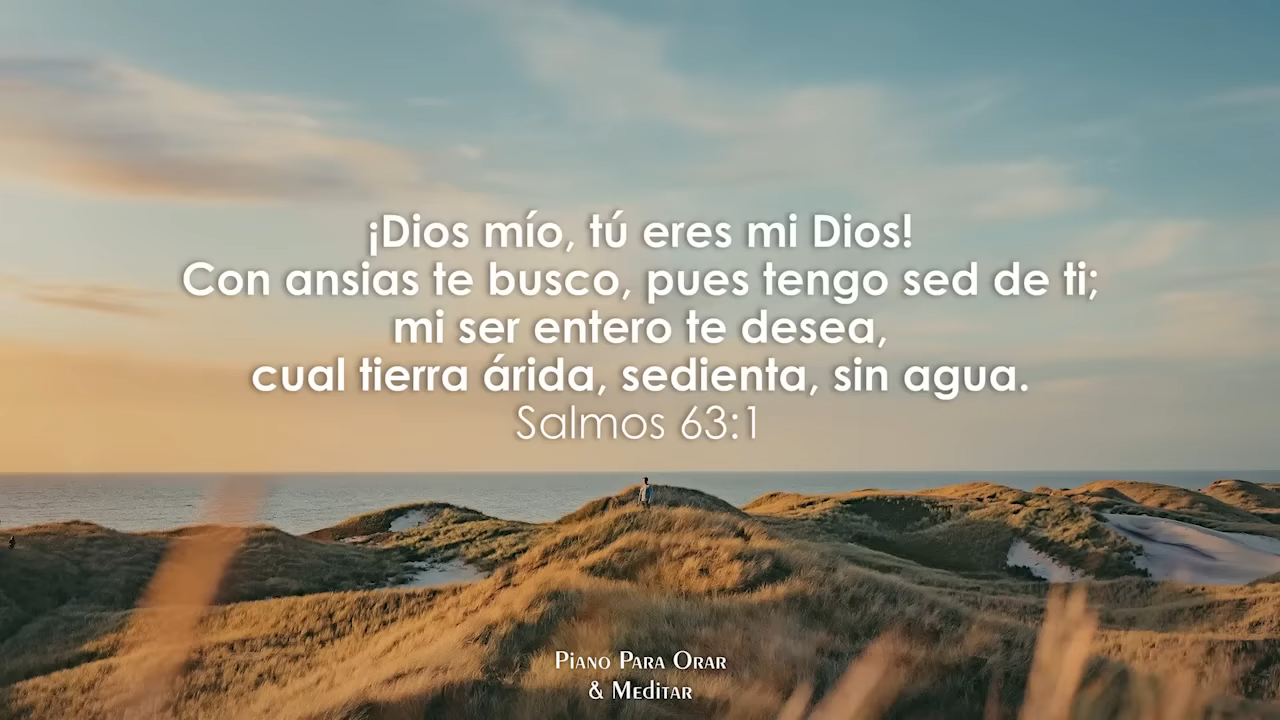 ¡Dios mío, tú eres mi Dios!
Con ansias te busco, pues tengo sed de ti;
mi ser entero te desea,
cual tierra árida, sedienta, sin agua.
Salmos 63:1
Piano Para Orar
& Meditar